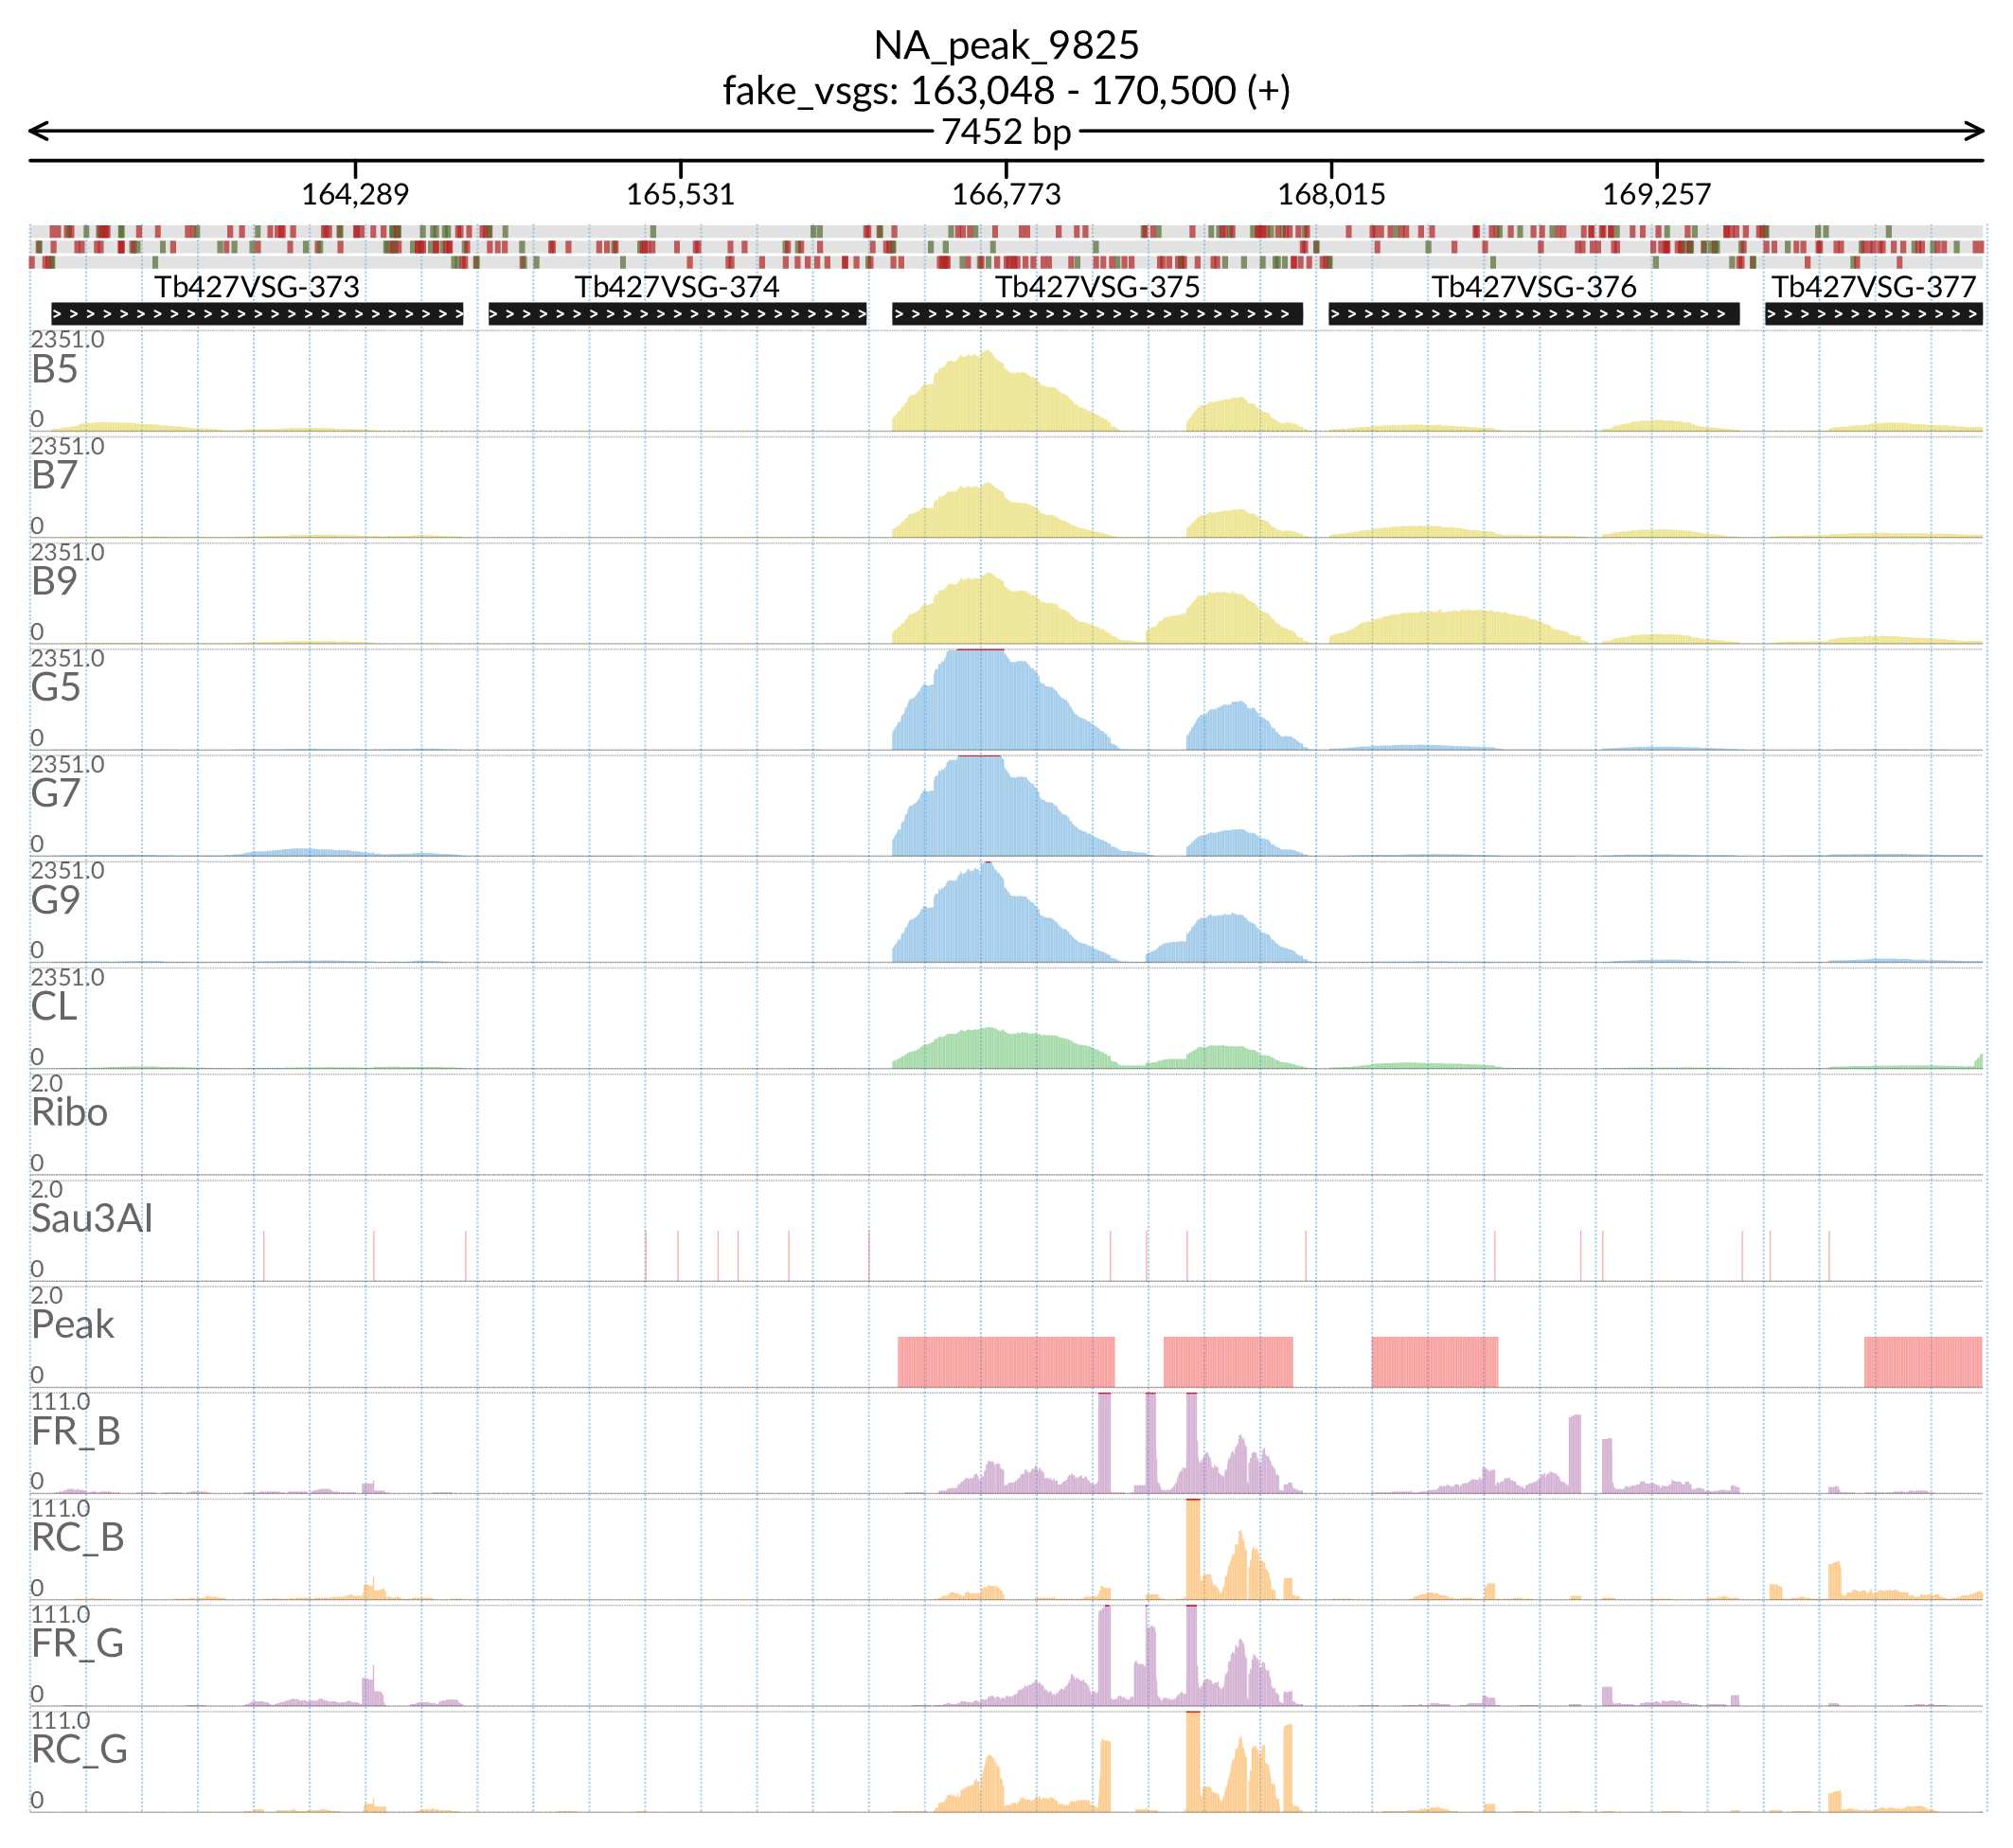 NA_peak_9825
fake_vsgs: 163,048 - 170,500 (+)
7452 bp
164,289 165,531 166,773 168,015 169,257
Tb427VSG-373 Tb427VSG-374 Tb427VSG-375 Tb427VSG-376 Tb427VSG-377
2351.0
B5
0
2351.0
B7
0
2351.0
B9
0
2351.0
G5
0
2351.0
G7
0
2351.0
G9
0
2351.0
CL
0
2.0
Ribo
0
2.0
Sau3AI
0
2.0
Peak
0
111.0
FR_B
0
111.0
RC_B
0
111.0
FR_G
0
111.0
RC_G
0